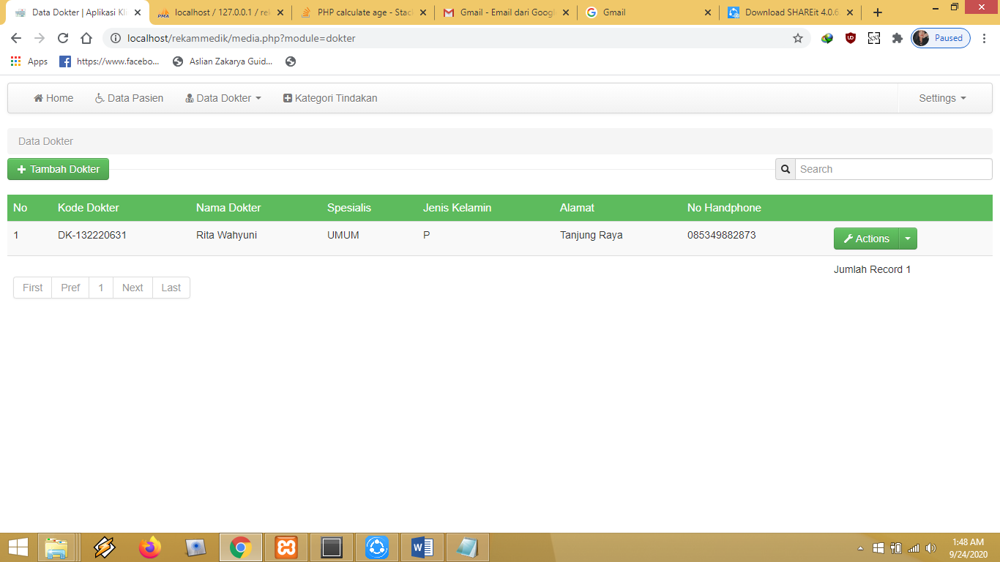 Data Dokter | Aplikasi Kl
localhost / 127.0.0.1 / rek
PHP calculate age - Stac
Gmail - Email dari Googl
Gmail
Download SHAREit 4.0.6.
localhost/rekammedik/media.php?module=dokter
Paused
Apps
https://www.facebo...
Aslian Zakarya Guid...
Home
Data Pasien
Data Dokter
Kategori Tindakan
Settings
Data Dokter
Tambah Dokter
Search
No Kode Dokter Nama Dokter Spesialis Jenis Kelamin Alamat No Handphone
1 DK-132220631 Rita Wahyuni UMUM P Tanjung Raya 085349882873 Actions
Jumlah Record 1
First Pref 1 Next Last
1:48 AM
9/24/2020